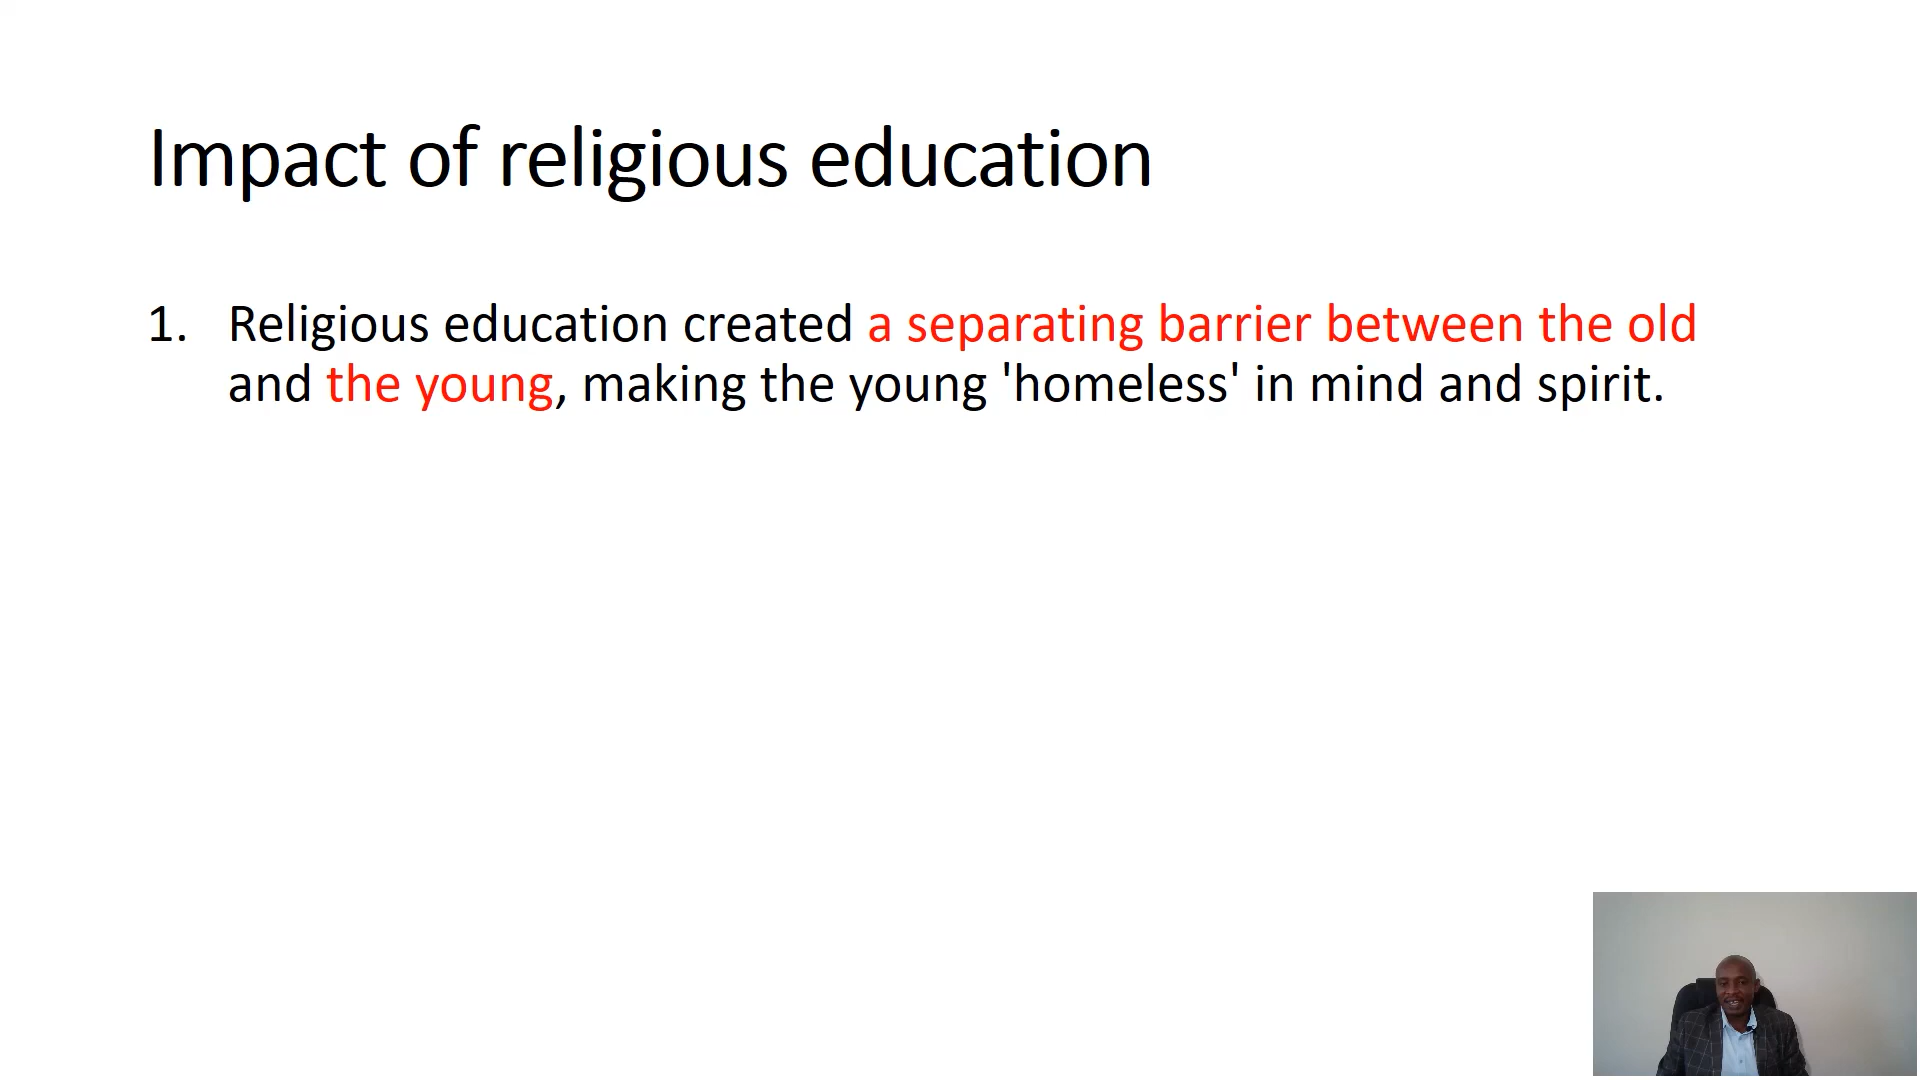 Impact of religious education
1. Religious education created a separating barrier between the old
and the young, making the young 'homeless' in mind and spirit.